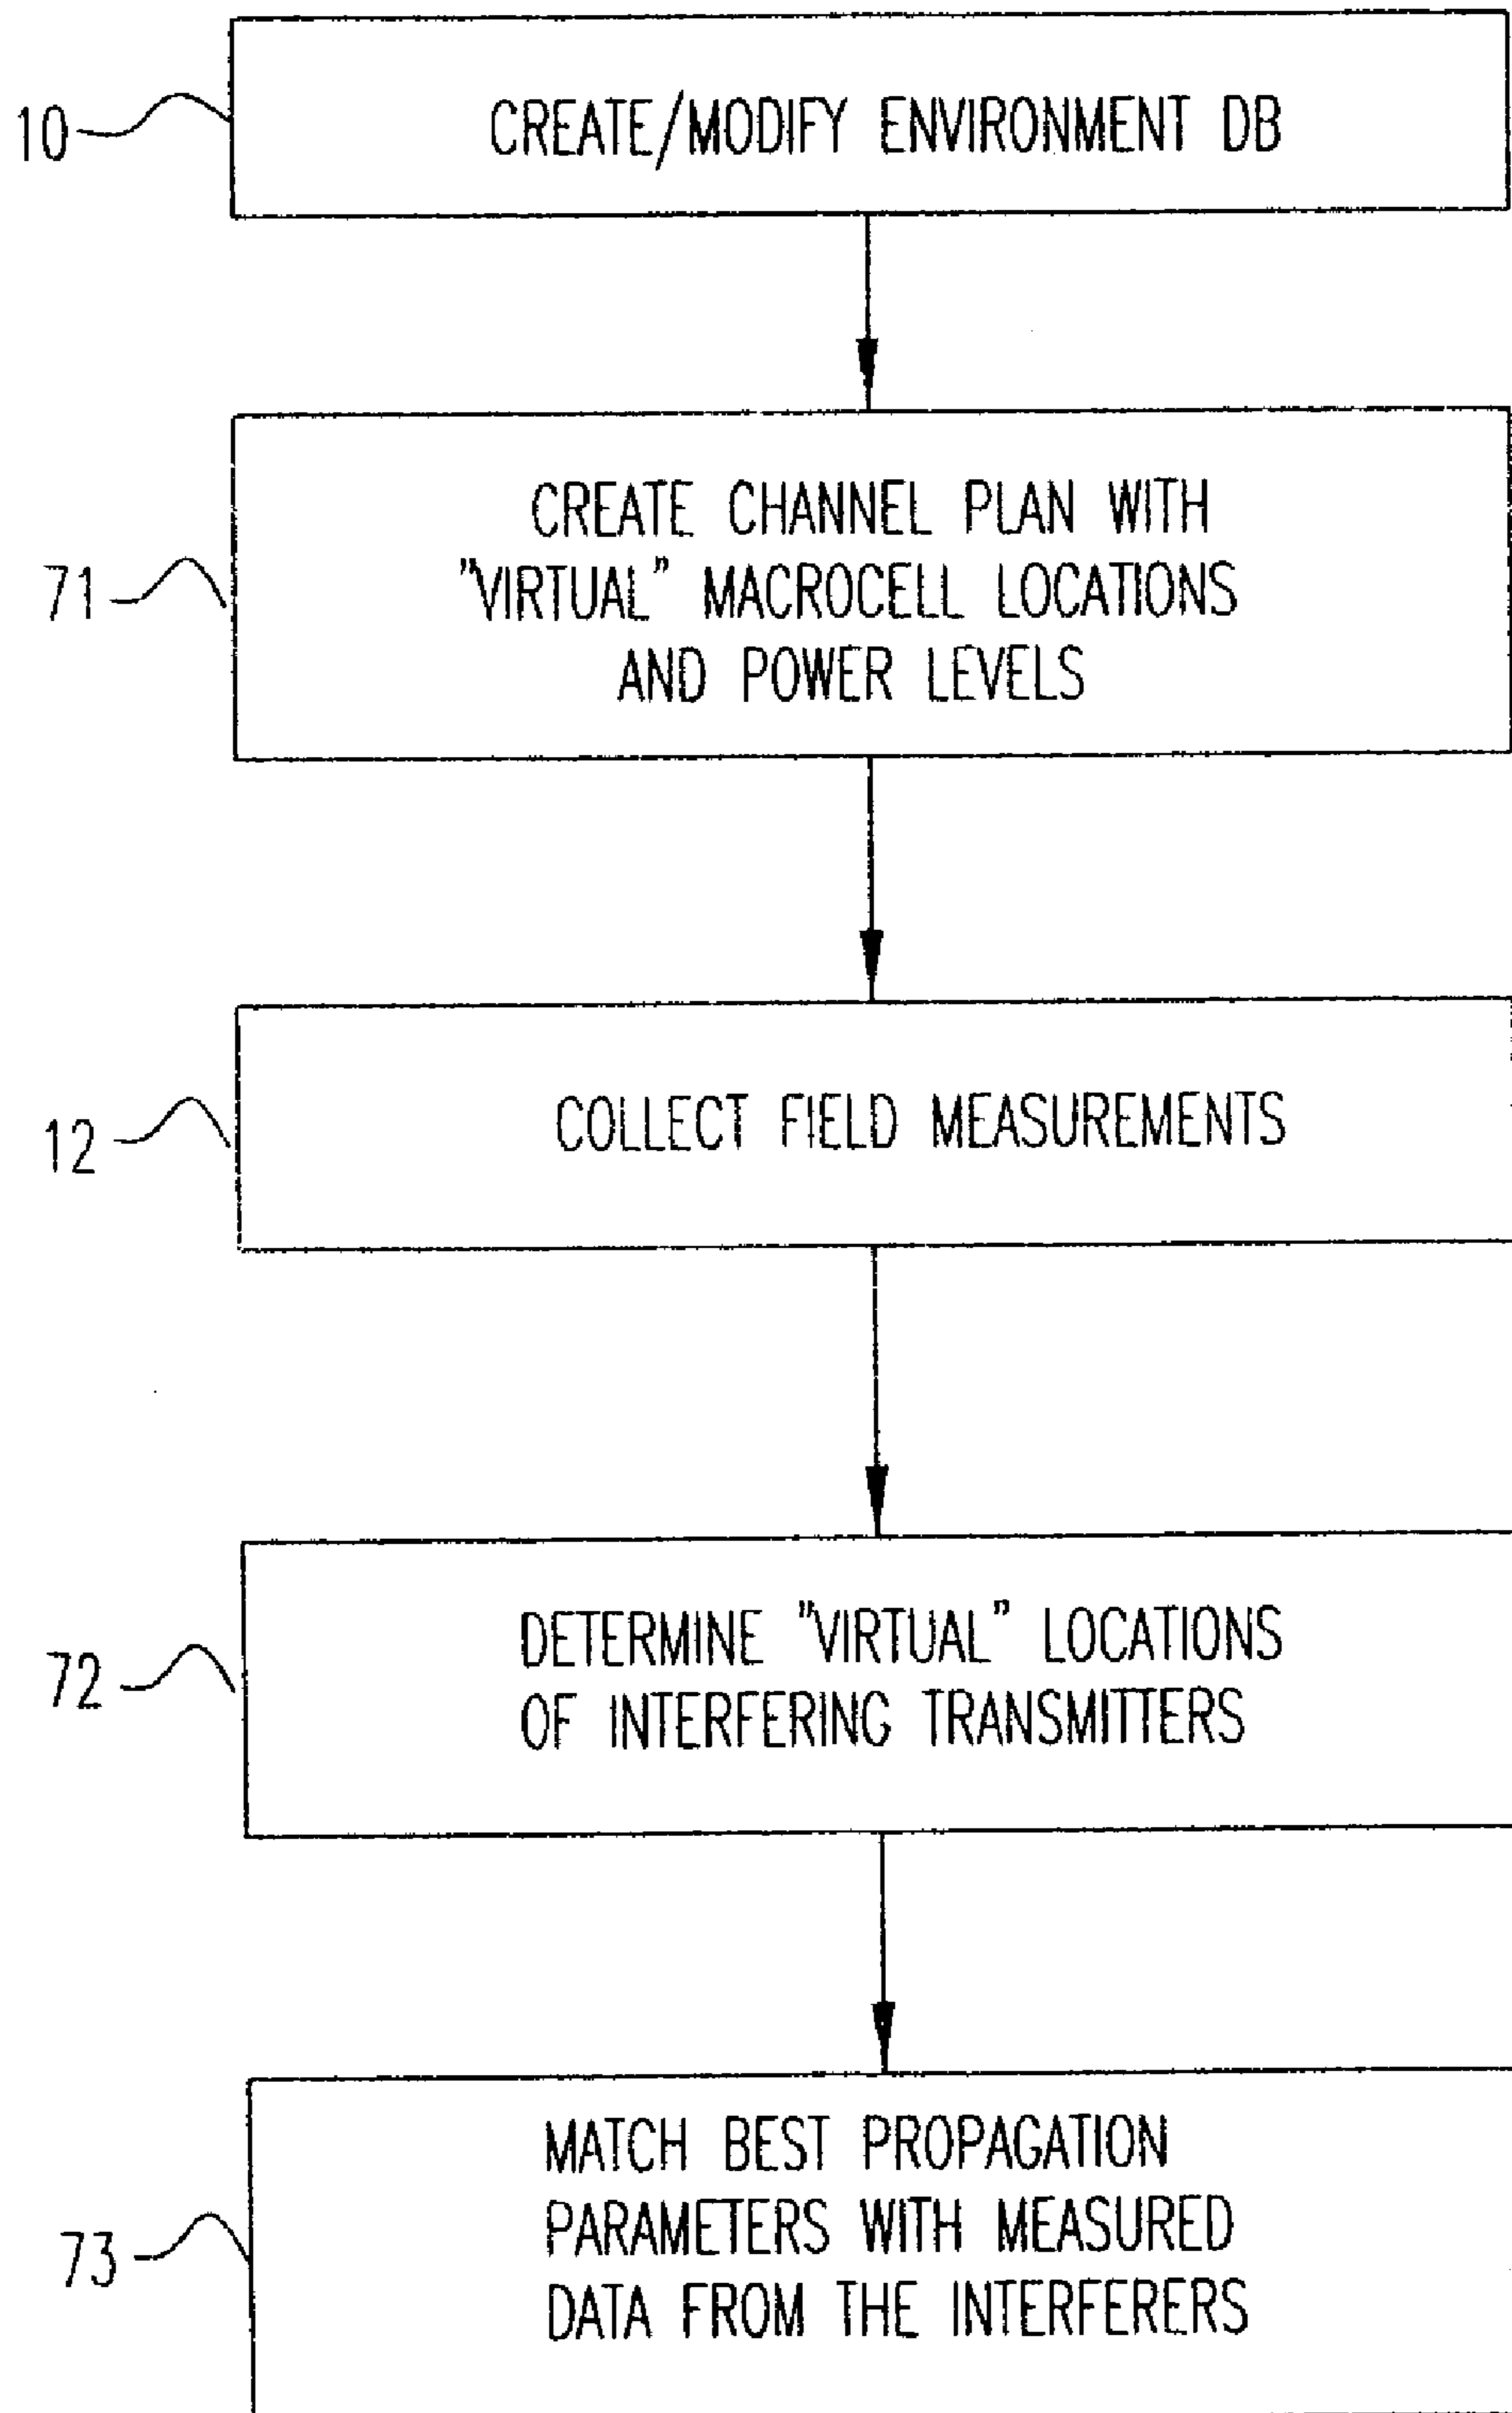 10
CREATE/MODIFY ENVIRONMENT DB
71
CREATE CHANNEL PLAN WITH
"VIRTUAL" MACROCELL LOCATIONS
AND POWER LEVELS
12
COLLECT FIELD MEASUREMENTS
72
DETERMINE "VIRTUAL" LOCATIONS
OF INTERFERING TRANSMITTERS
73
MATCH BEST PROPAGATION
PARAMETERS WITH MEASURED
DATA FROM THE INTERFERERS